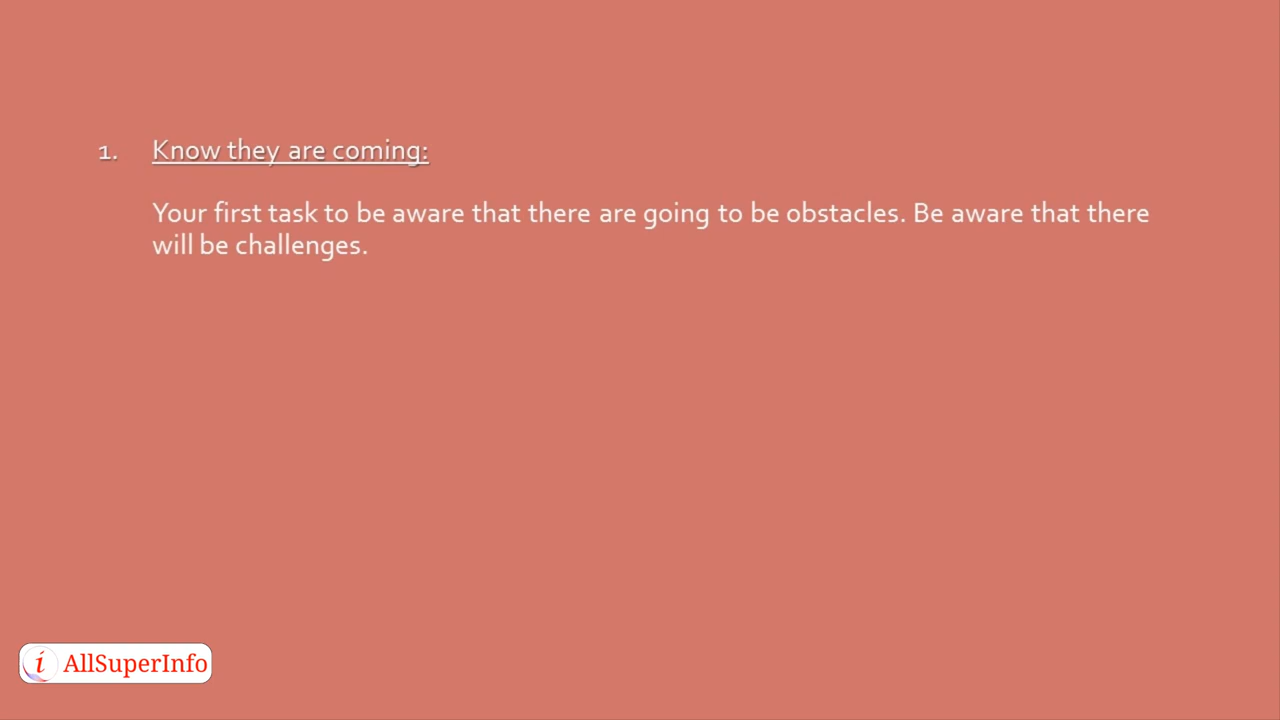 1. Know they are coming:
Your first task to be aware that there are going to be obstacles. Be aware that there
will be challenges.
i AllSuperInfo